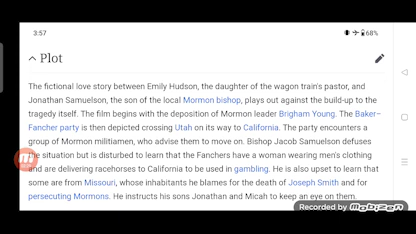 3:57
68%
Plot
The fictional love story between Emily Hudson, the daughter of the wagon train's pastor, and
Jonathan Samuelson, the son of the local Mormon bishop, plays out against the build-up to the
tragedy itself. The film begins with the deposition of Mormon leader Brigham Young. The Baker–
Fancher party is then depicted crossing Utah on its way to California. The party encounters a
group of Mormon militiamen, who advise them to move on. Bishop Jacob Samuelson defuses
the situation but is disturbed to learn that the Fanchers have a woman wearing men's clothing
and are delivering racehorses to California to be used in gambling. He is also upset to learn that
some are from Missouri, whose inhabitants he blames for the death of Joseph Smith and for
persecuting Mormons. He instructs his sons Jonathan and Micah to keep an eye on them.
Recorded by Mobizen